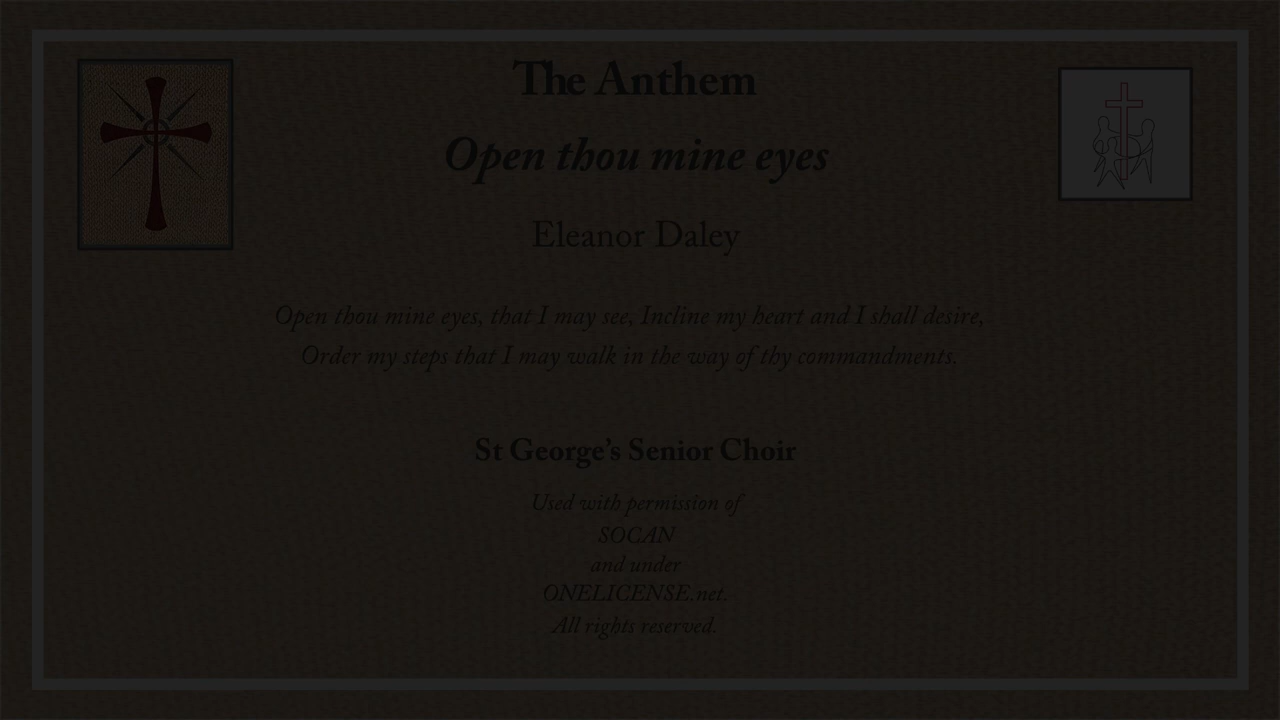 The Anthem
Open thou mine eyes
Eleanor Daley
Open thou mine eyes, that I may see, Incline my heart and I shall desire,
Order my steps that I may walk in the way of thy commandments.
St George’s Senior Choir
Used with permission of
SOCAN
and under
ONELICENSE.net.
All rights reserved.